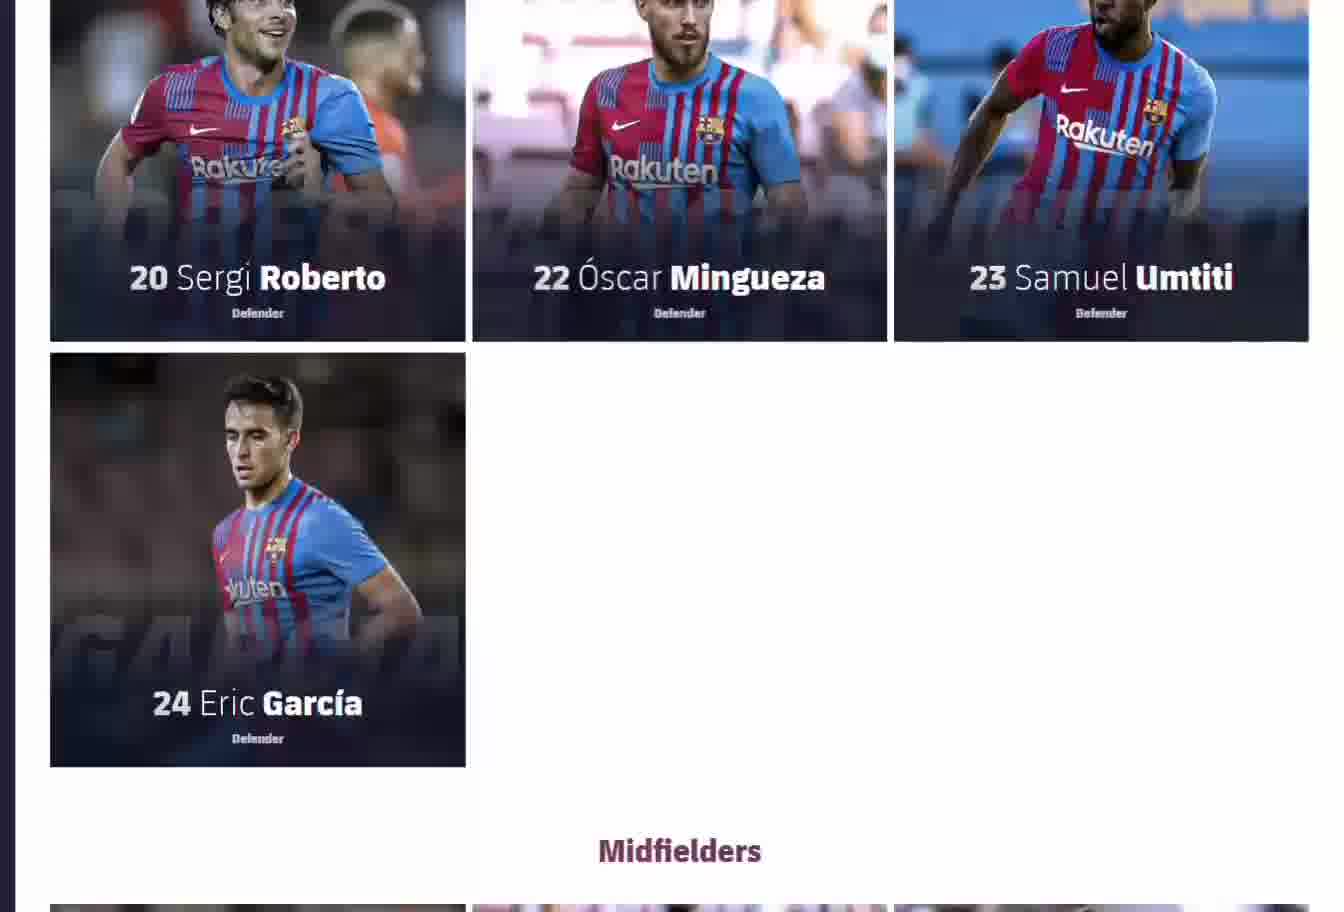 Rakuten
Rakuten
Rakuten
20 Sergi Roberto
Defender
22 Óscar Mingueza
Defender
23 Samuel Umtiti
Defender
kuten
GARCÍA
24 Eric García
Defender
Midfielders